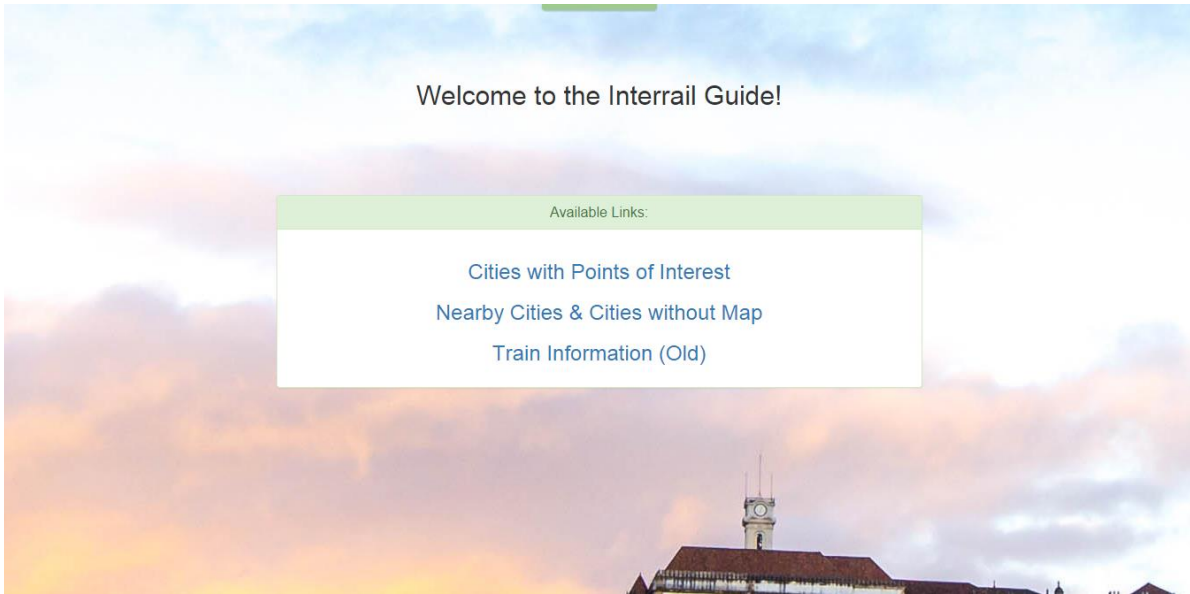 Welcome to the Interrail Guide!
Available Links:
Cities with Points of Interest
Nearby Cities & Cities without Map
Train Information (Old)